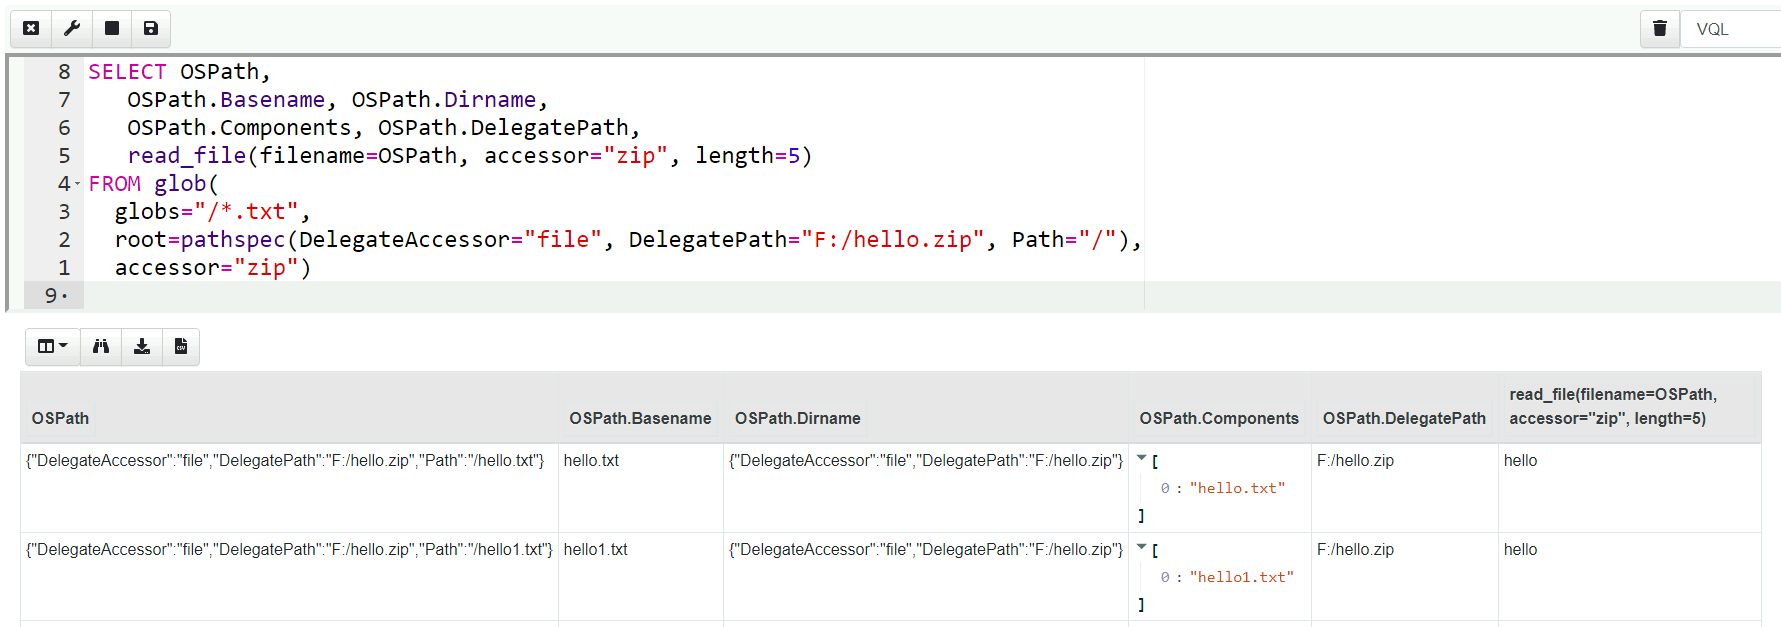 VQL
8 SELECT OSPath,
7 OSPath.Basename, OSPath.Dirname,
6 OSPath.Components, OSPath.DelegatePath,
5 read_file(filename=OSPath, accessor="zip", length=5)
4 FROM glob(
3 globs="/*.txt",
2 root=pathspec(DelegateAccessor="file", DelegatePath="F:/hello.zip", Path="/"),
1 accessor="zip")
9
CSV
OSPath OSPath.Basename OSPath.Dirname OSPath.Components OSPath.DelegatePath read_file(filename=OSPath,
accessor="zip", length=5)
{"DelegateAccessor":"file","DelegatePath":"F:/hello.zip","Path":"/hello.txt"} hello.txt {"DelegateAccessor":"file","DelegatePath":"F:/hello.zip"} [ F:/hello.zip hello
0 : "hello.txt"
]
{"DelegateAccessor":"file","DelegatePath":"F:/hello.zip","Path":"/hello1.txt"} hello1.txt {"DelegateAccessor":"file","DelegatePath":"F:/hello.zip"} [ F:/hello.zip hello
0 : "hello1.txt"
]